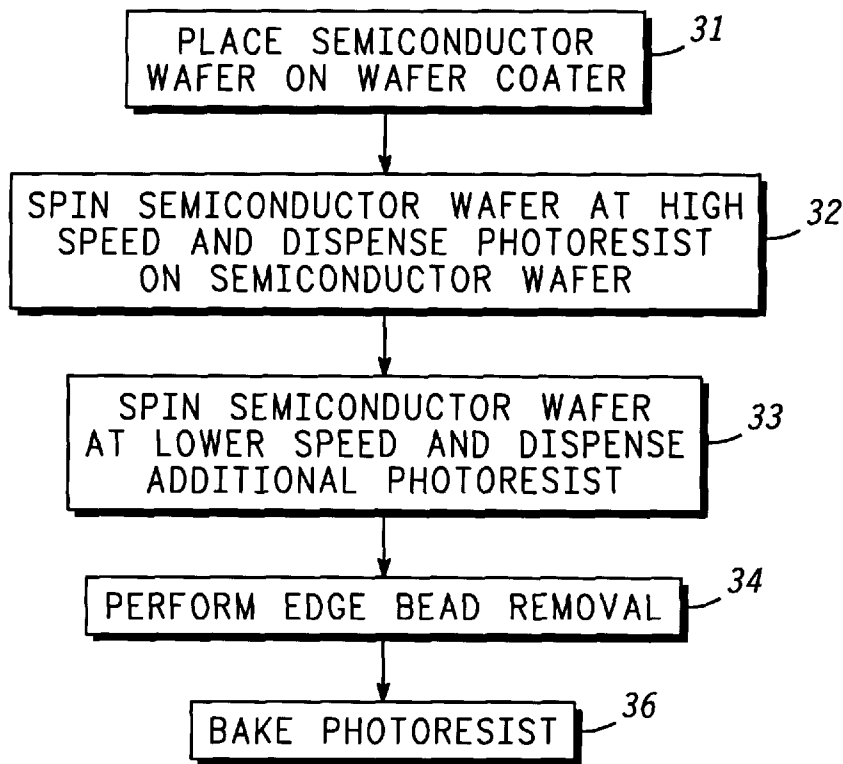 PLACE SEMICONDUCTOR
WAFER ON WAFER COATER
31
SPIN SEMICONDUCTOR WAFER AT HIGH
SPEED AND DISPENSE PHOTORESIST
ON SEMICONDUCTOR WAFER
32
SPIN SEMICONDUCTOR WAFER
AT LOWER SPEED AND DISPENSE
ADDITIONAL PHOTORESIST
33
PERFORM EDGE BEAD REMOVAL
34
BAKE PHOTORESIST
36